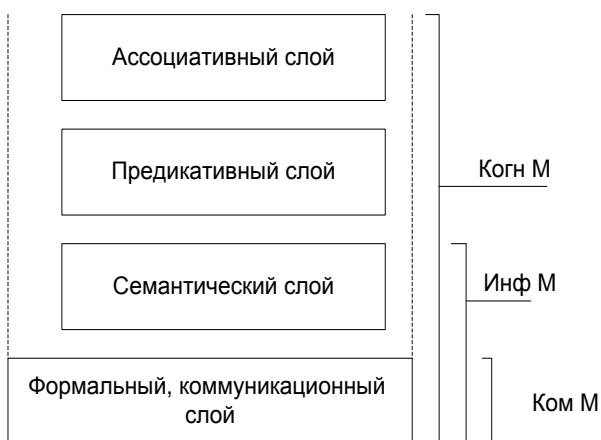 Ассоциативный слой
Предикативный слой
Когн М
Семантический слой
Инф М
Формальный, коммуникационный
слой
Ком М